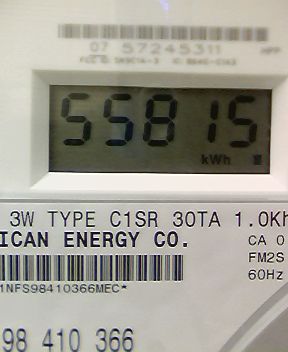 07 57245311
55815
kWh
3W TYPE C1SR 30TA 1.0Kh
ICAN ENERGY CO.
CA 0
FM2S
60Hz
1NFS98410366MEC*
98 410 366